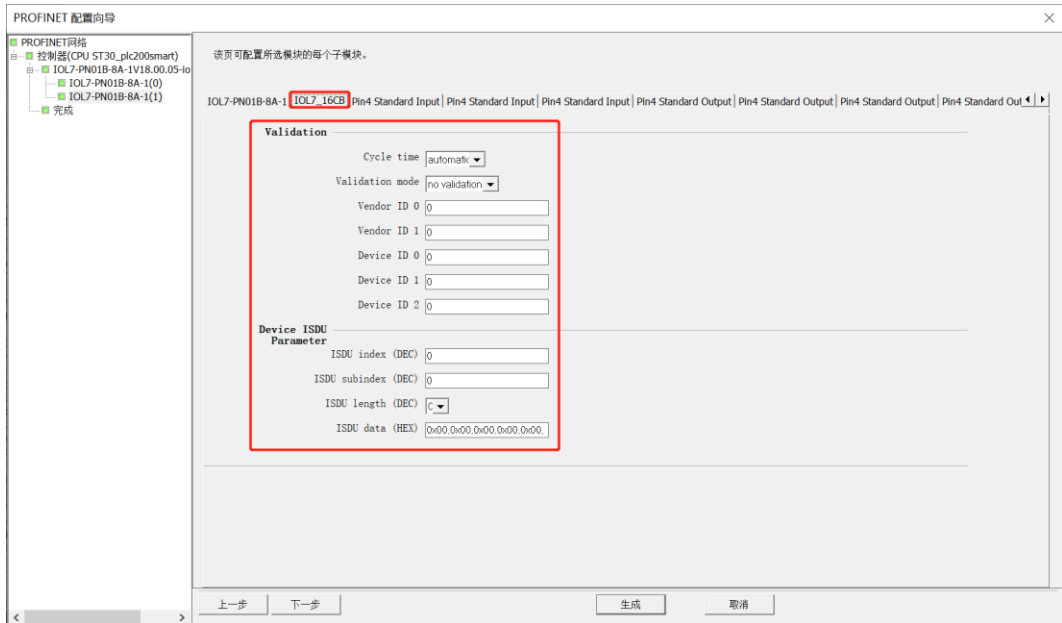 PROFINET 配置向导
PROFINET网络
控制器(CPU ST30_plc200smart)
IOL7-PN01B-8A-1V18.00.05-io
IOL7-PN01B-8A-1(0)
IOL7-PN01B-8A-1(1)
完成
该页可配置所选模块的每个子模块。
IOL7-PN01B-8A-1 IOL7_16CB Pin4 Standard Input Pin4 Standard Input Pin4 Standard Input Pin4 Standard Output Pin4 Standard Output Pin4 Standard Output Pin4 Standard Out
Validation
Cycle time automatic
Validation mode no validation
Vendor ID 0 0
Vendor ID 1 0
Device ID 0 0
Device ID 1 0
Device ID 2 0
Device ISDU
Parameter
ISDU index (DEC) 0
ISDU subindex (DEC) 0
ISDU length (DEC)
ISDU data (HEX) 0x00,0x00,0x00,0x00,0x00,
上一步 下一步 生成 取消